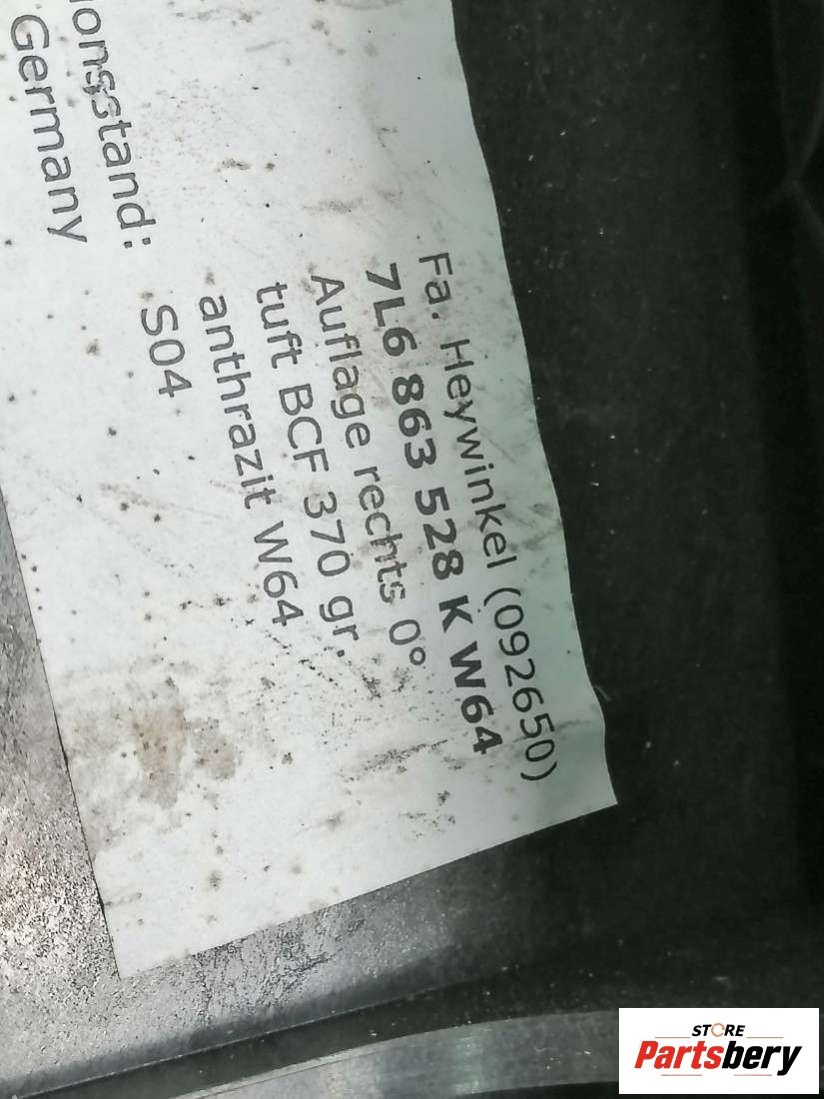 Fa. Heywinkel (092650)
7L6 863 528 K W64
Auflage rechts 0°
tuft BCF 370 gr.
anthrazit W64
S04
onsstand:
Germany
STORE
Partsbery